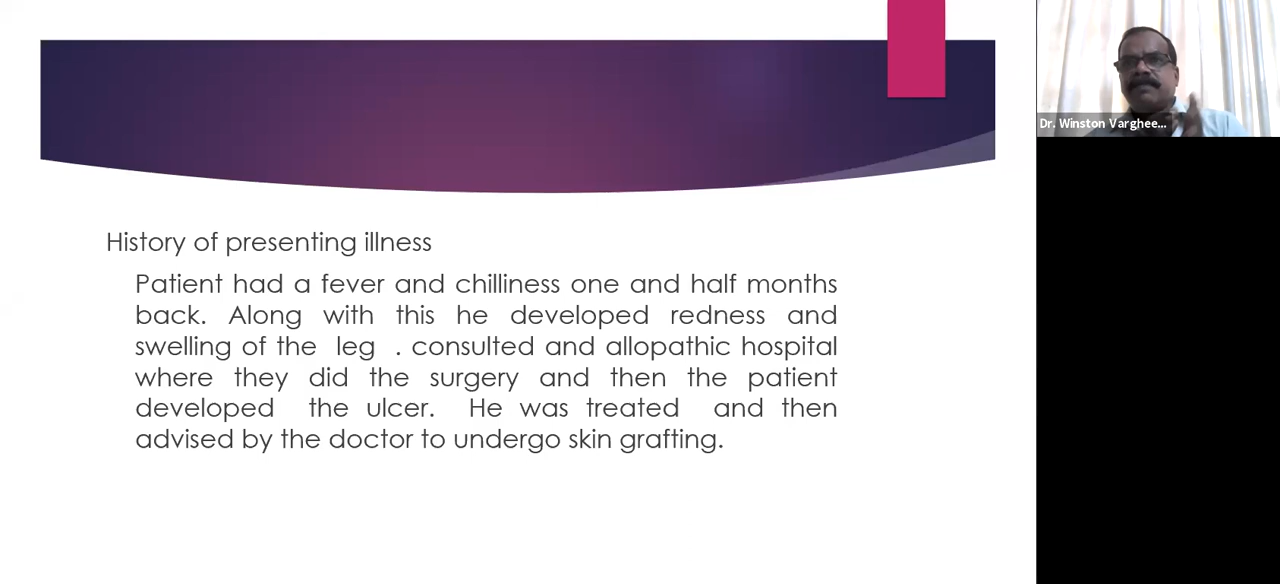 Dr. Winston Varghee...
History of presenting illness
Patient had a fever and chilliness one and half months
back. Along with this he developed redness and
swelling of the leg . consulted and allopathic hospital
where they did the surgery and then the patient
developed the ulcer. He was treated and then
advised by the doctor to undergo skin grafting.